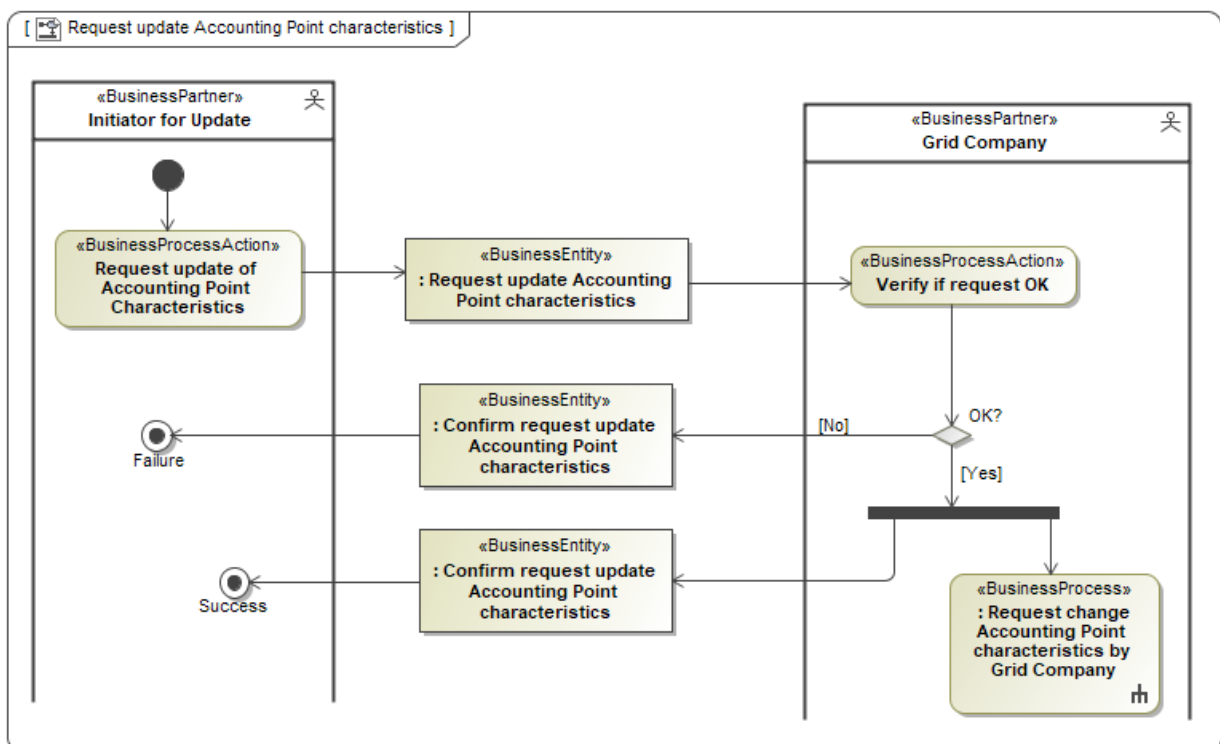 [ Request update Accounting Point characteristics ]
«BusinessPartner»
Initiator for Update
«BusinessPartner»
Grid Company
«BusinessProcessAction»
Request update of
Accounting Point
Characteristics
«BusinessEntity»
: Request update Accounting
Point characteristics
«BusinessProcessAction»
Verify if request OK
«BusinessEntity»
: Confirm request update
Accounting Point
characteristics
[No]
OK?
Failure
[Yes]
«BusinessEntity»
: Confirm request update
Accounting Point
characteristics
Success
«BusinessProcess»
: Request change
Accounting Point
characteristics by
Grid Company